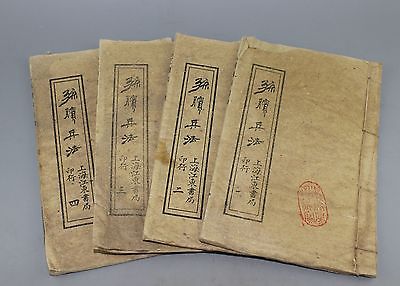 孫臏兵法
上海江東書局
印行 一
孫臏兵法
上海江東書局
印行 二
孫臏兵法
上海江東書局
印行 三
孫臏兵法
上海江東書局
印行 四